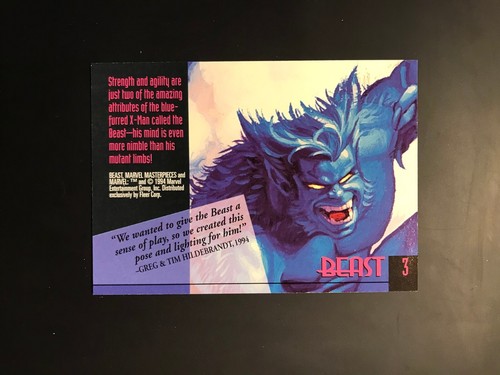 Strength and agility are
just two of the amazing
attributes of the blue-
furred X-Man called the
Beast—his mind is even
more nimble than his
mutant limbs!
BEAST, MARVEL MASTERPIECES and
MARVEL: ™ and © 1994 Marvel
Entertainment Group, Inc. Distributed
exclusively by Fleer Corp.
"We wanted to give the Beast a
sense of play, so we created this
pose and lighting for him!"
-GREG & TIM HILDEBRANDT, 1994
BEAST 3